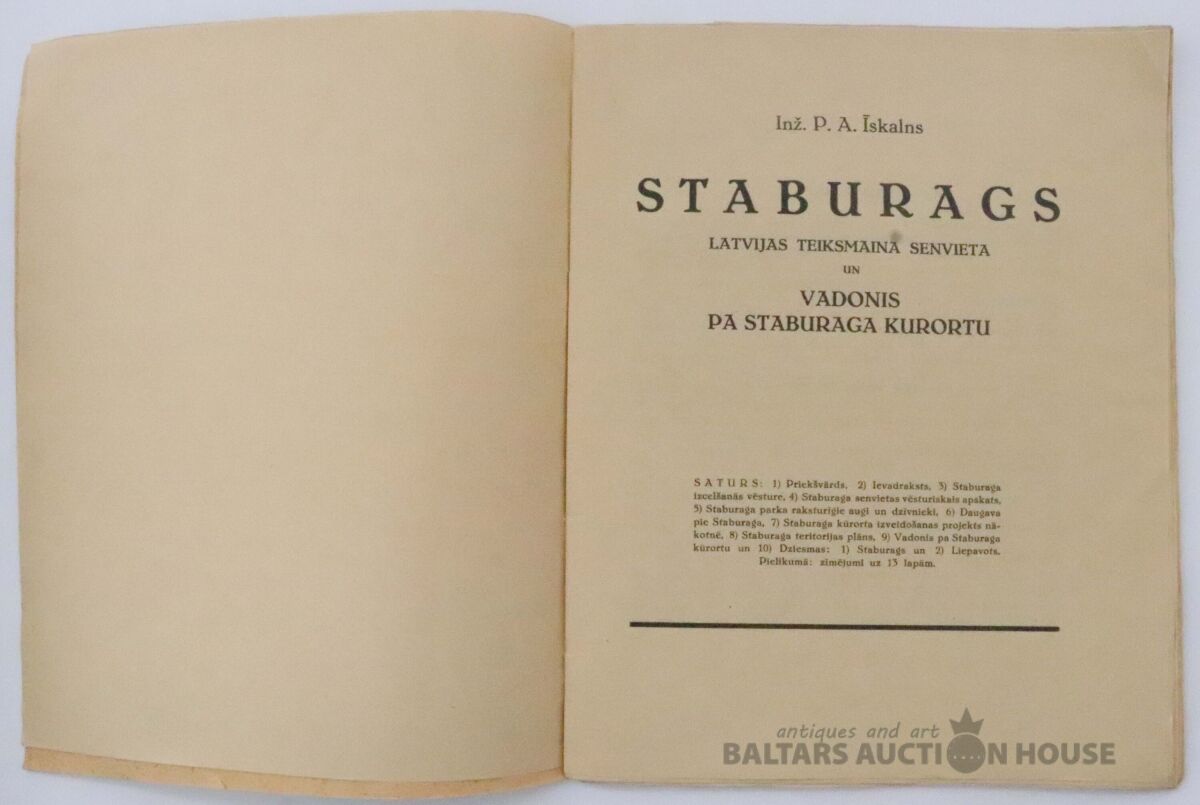 Inž. P. A. Īskalns
STABURAGS
LATVIJAS TEIKSMAINĀ SENVIETA
UN
VADONIS
PA STABURAGA KURORTU
SATURS: 1) Priekšvārds, 2) Ievadraksts, 3) Staburaga
izcelšanās vēsture, 4) Staburaga senvietas vēsturiskais apskats,
5) Staburaga parka raksturīgie augi un dzīvnieki, 6) Daugava
pie Staburaga, 7) Staburaga kūrorta izveidošanas projekts nā-
kotnē, 8) Staburaga teritorijas plāns, 9) Vadonis pa Staburaga
kūrortu un 10) Dziesmas: 1) Staburags un 2) Liepavots.
Pielikumā: zīmējumi uz 13 lapām.
antiques and art
BALTARS AUCTION HOUSE